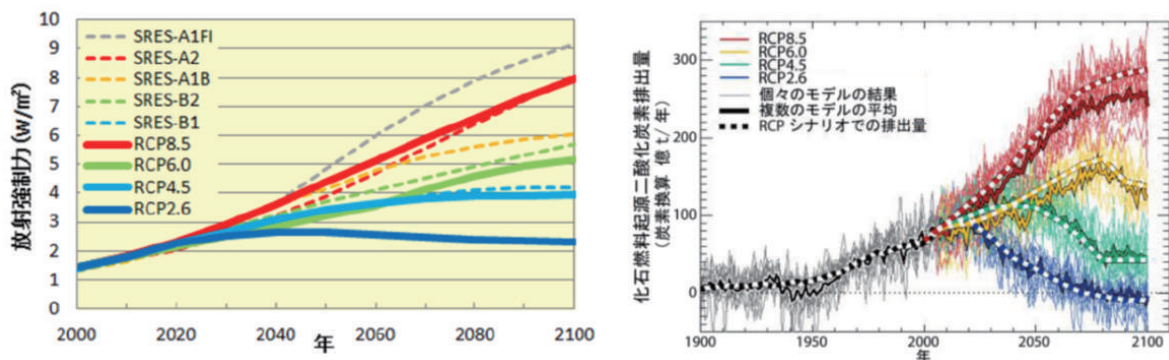 10
9
8
7
6
5
4
3
2
1
0
放射強制力 (w/m²)
SRES-A1FI
SRES-A2
SRES-A1B
SRES-B2
SRES-B1
RCP8.5
RCP6.0
RCP4.5
RCP2.6
2000 2020 2040 2060 2080 2100
年
化石燃料起源二酸化炭素排出量
(炭素換算 億t/年)
300
200
100
0
RCP8.5
RCP6.0
RCP4.5
RCP2.6
個々のモデルの結果
複数のモデルの平均
RCP シナリオでの排出量
1900 1950 2000 2050 2100
年